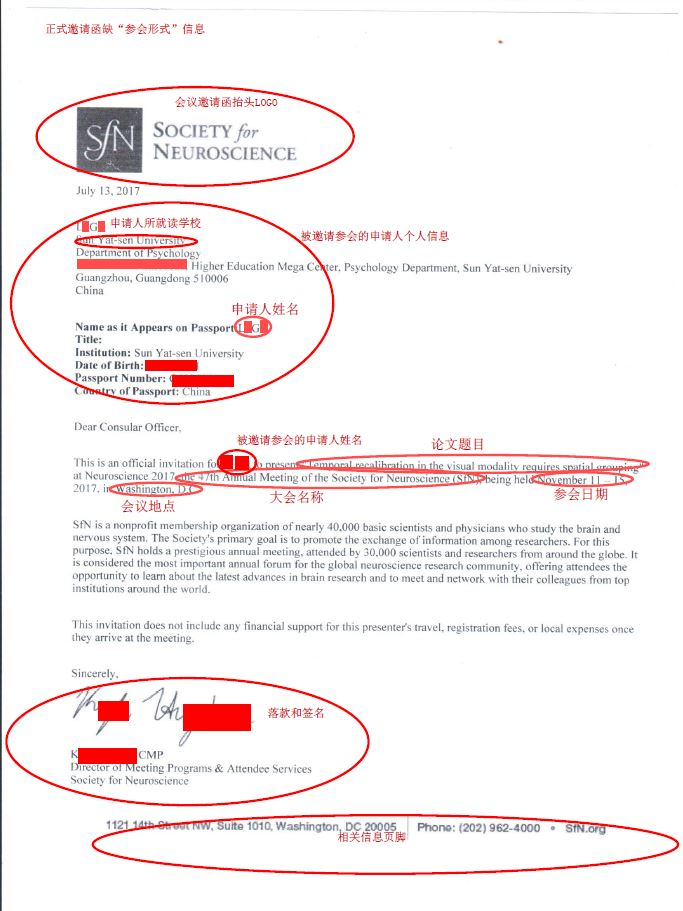 正式邀请函缺“参会形式”信息
会议邀请函抬头LOGO
SfN SOCIETY for
NEUROSCIENCE
July 13, 2017
L G 申请人所就读学校
Sun Yat-sen University 被邀请参会的申请人个人信息
Department of Psychology
, Higher Education Mega Center, Psychology Department, Sun Yat-sen University
Guangzhou, Guangdong 510006
China
申请人姓名
Name as it Appears on Passport G
Title:
Institution: Sun Yat-sen University
Date of Birth:
Passport Number:
Country of Passport: China
Dear Consular Officer,
被邀请参会的申请人姓名
论文题目
This is an official invitation for to present "Temporal recalibration in the visual modality requires spatial grouping"
at Neuroscience 2017, the 47th Annual Meeting of the Society for Neuroscience (SfN), being held November 11 – 15,
2017, in Washington, D.C.
会议地点
大会名称
参会日期
SfN is a nonprofit membership organization of nearly 40,000 basic scientists and physicians who study the brain and
nervous system. The Society's primary goal is to promote the exchange of information among researchers. For this
purpose, SfN holds a prestigious annual meeting, attended by 30,000 scientists and researchers from around the globe. It
is considered the most important annual forum for the global neuroscience research community, offering attendees the
opportunity to learn about the latest advances in brain research and to meet and network with their colleagues from top
institutions around the world.
This invitation does not include any financial support for this presenter's travel, registration fees, or local expenses once
they arrive at the meeting.
Sincerely,
落款和签名
K CMP
Director of Meeting Programs & Attendee Services
Society for Neuroscience
1121 14th Street NW, Suite 1010, Washington, DC 20005 Phone: (202) 962-4000 • SfN.org
相关信息页脚